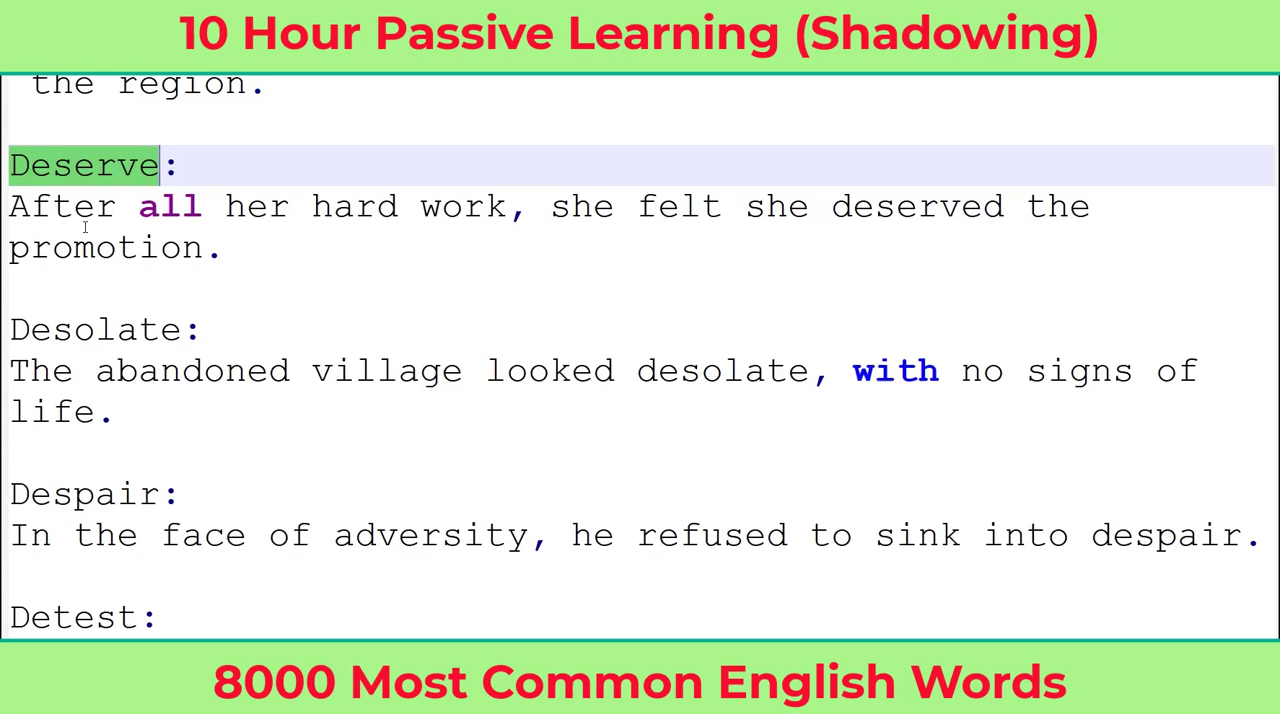 10 Hour Passive Learning (Shadowing)
the region.
Deserve:
After all her hard work, she felt she deserved the
promotion.
Desolate:
The abandoned village looked desolate, with no signs of
life.
Despair:
In the face of adversity, he refused to sink into despair.
Detest:
8000 Most Common English Words